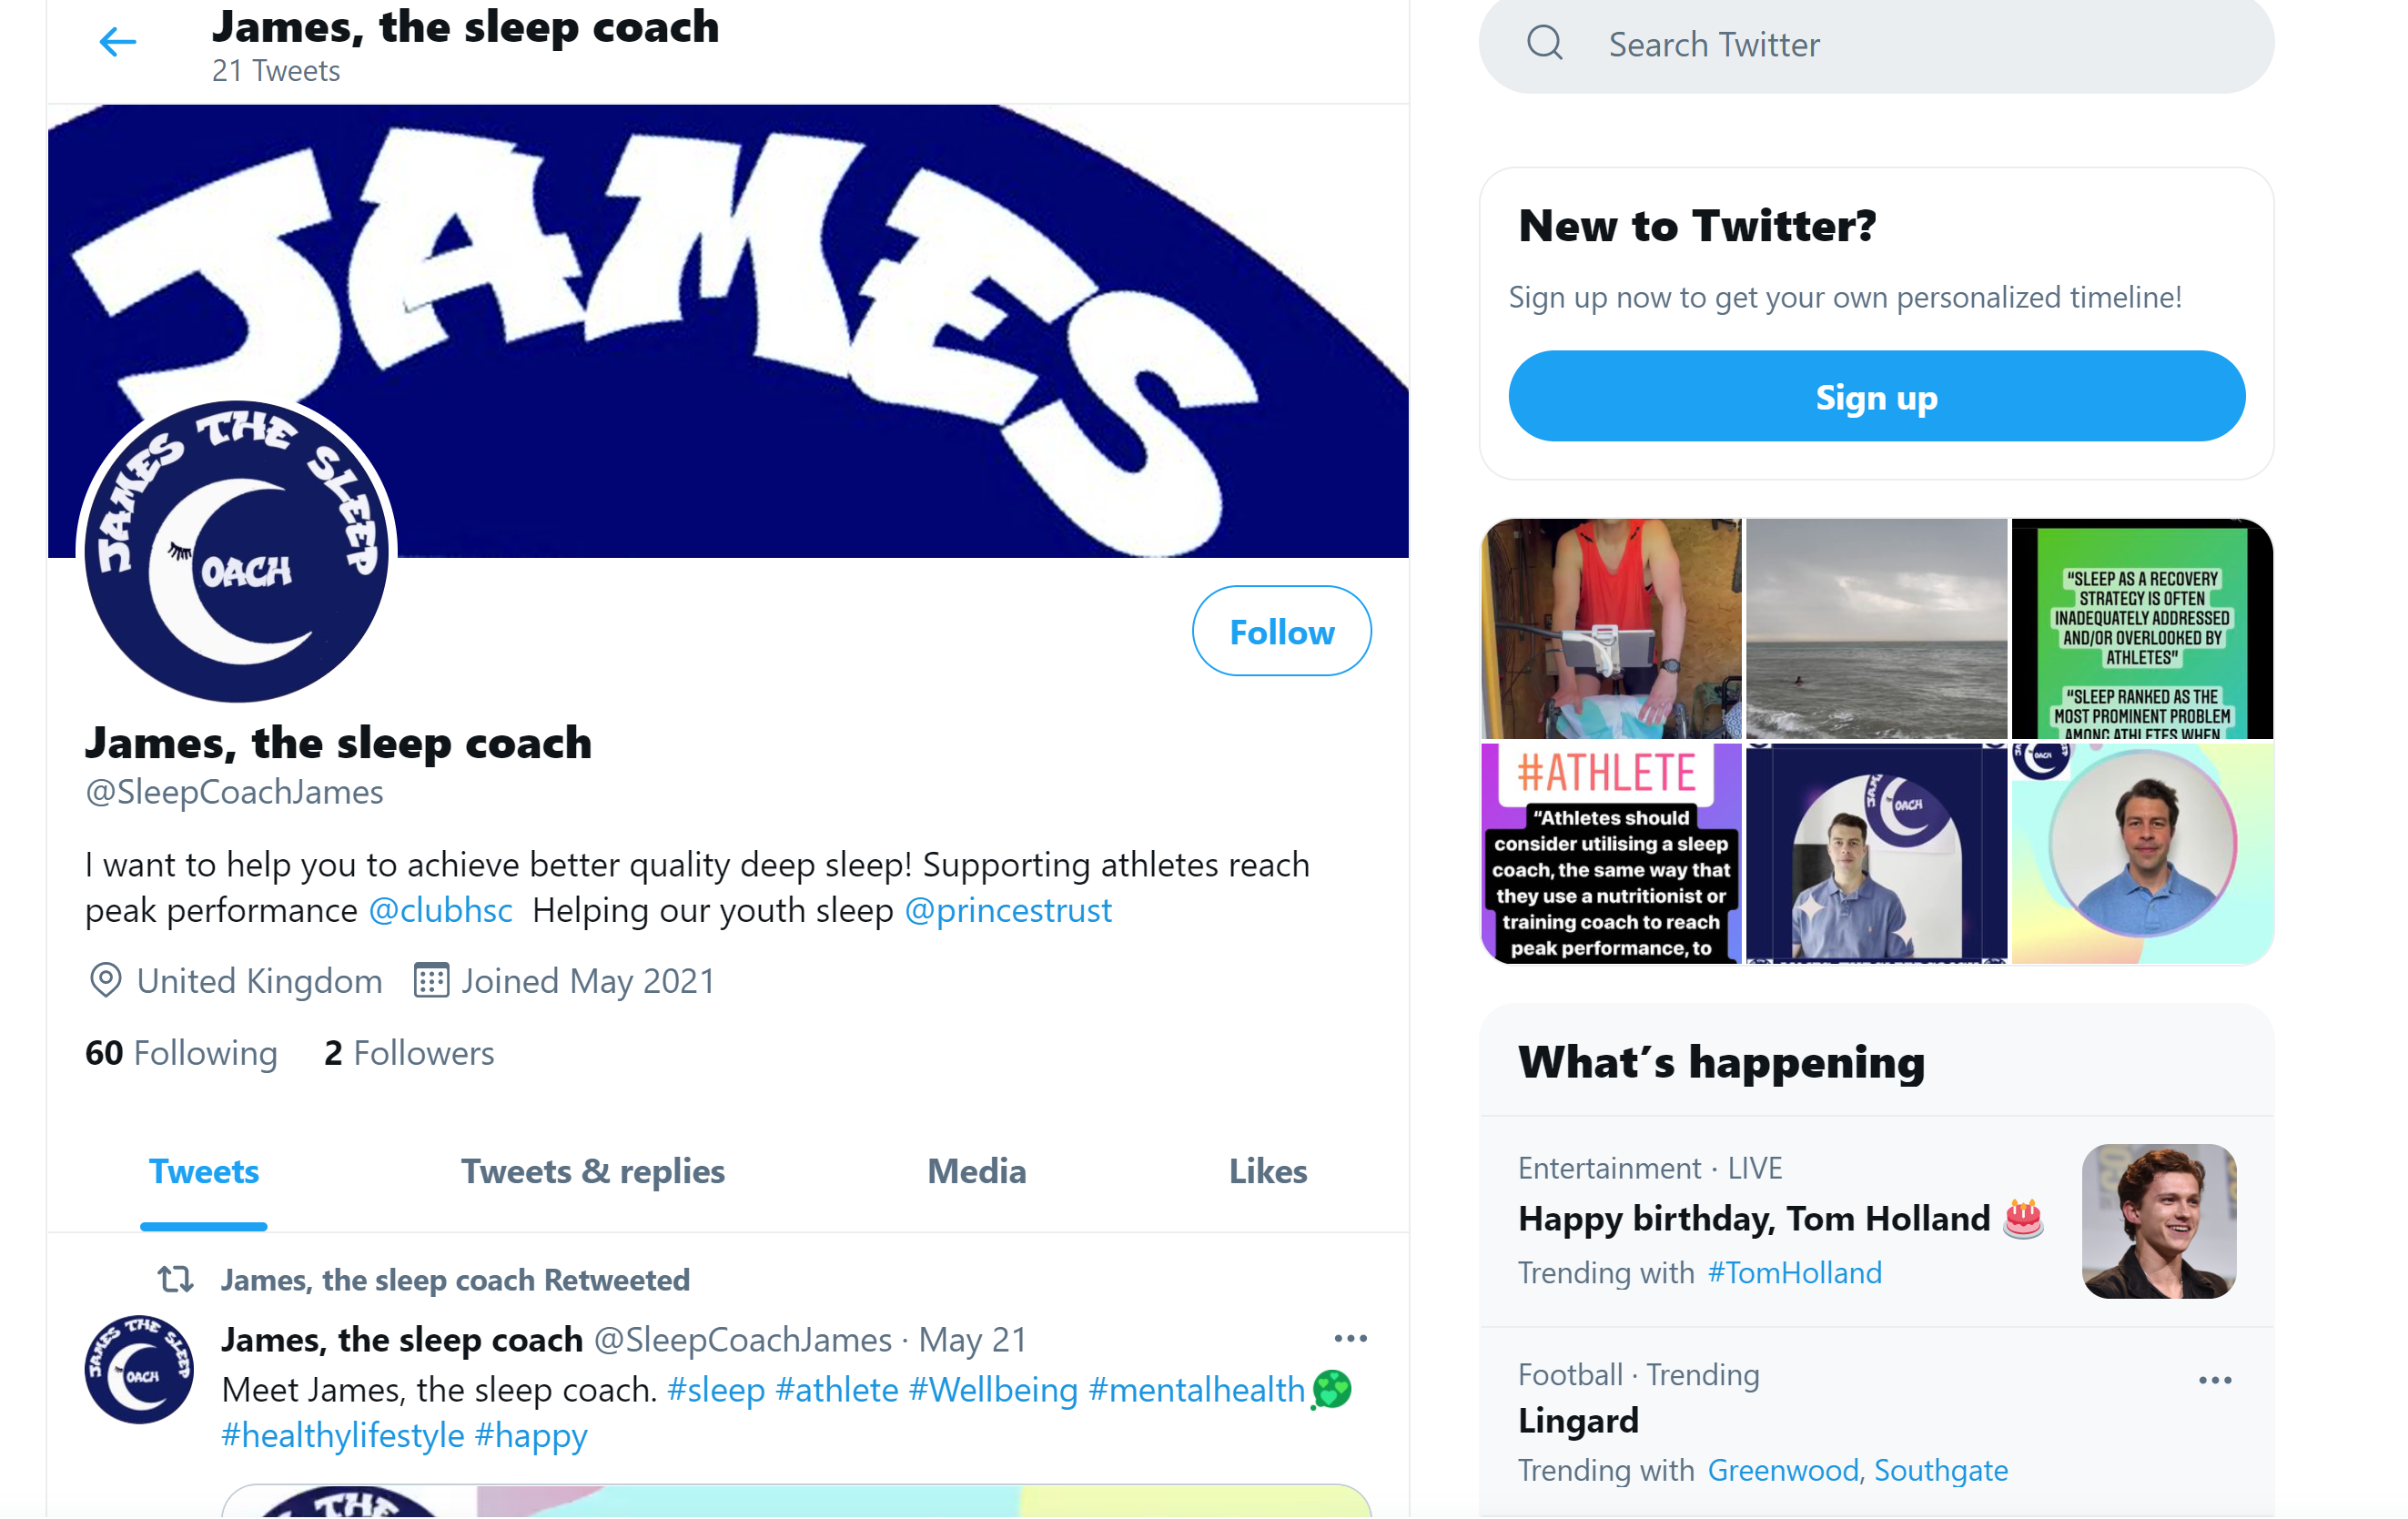 James, the sleep coach
21 Tweets
JAMES
JAMES THE SLEEP
OACH
Follow
James, the sleep coach
@SleepCoachJames
I want to help you to achieve better quality deep sleep! Supporting athletes reach
peak performance @clubhsc Helping our youth sleep @princestrust
United Kingdom Joined May 2021
60 Following 2 Followers
Tweets Tweets & replies Media Likes
James, the sleep coach Retweeted
JAMES THE SLEEP
OACH
James, the sleep coach @SleepCoachJames · May 21
Meet James, the sleep coach. #sleep #athlete #Wellbeing #mentalhealth
#healthylifestyle #happy
THE
Search Twitter
New to Twitter?
Sign up now to get your own personalized timeline!
Sign up
"SLEEP AS A RECOVERY
STRATEGY IS OFTEN
INADEQUATELY ADDRESSED
AND/OR OVERLOOKED BY
ATHLETES"
"SLEEP RANKED AS THE
MOST PROMINENT PROBLEM
AMONG ATHLETES WHEN
#ATHLETE
"Athletes should
consider utilising a sleep
coach, the same way that
they use a nutritionist or
training coach to reach
peak performance, to
OACH
OACH
What's happening
Entertainment · LIVE
Happy birthday, Tom Holland
Trending with #TomHolland
Football · Trending
Lingard
Trending with Greenwood, Southgate